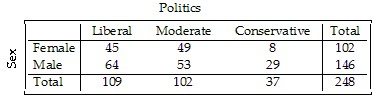 Politics
Liberal Moderate Conservative Total
Sex
Female 45 49 8 102
Male 64 53 29 146
Total 109 102 37 248